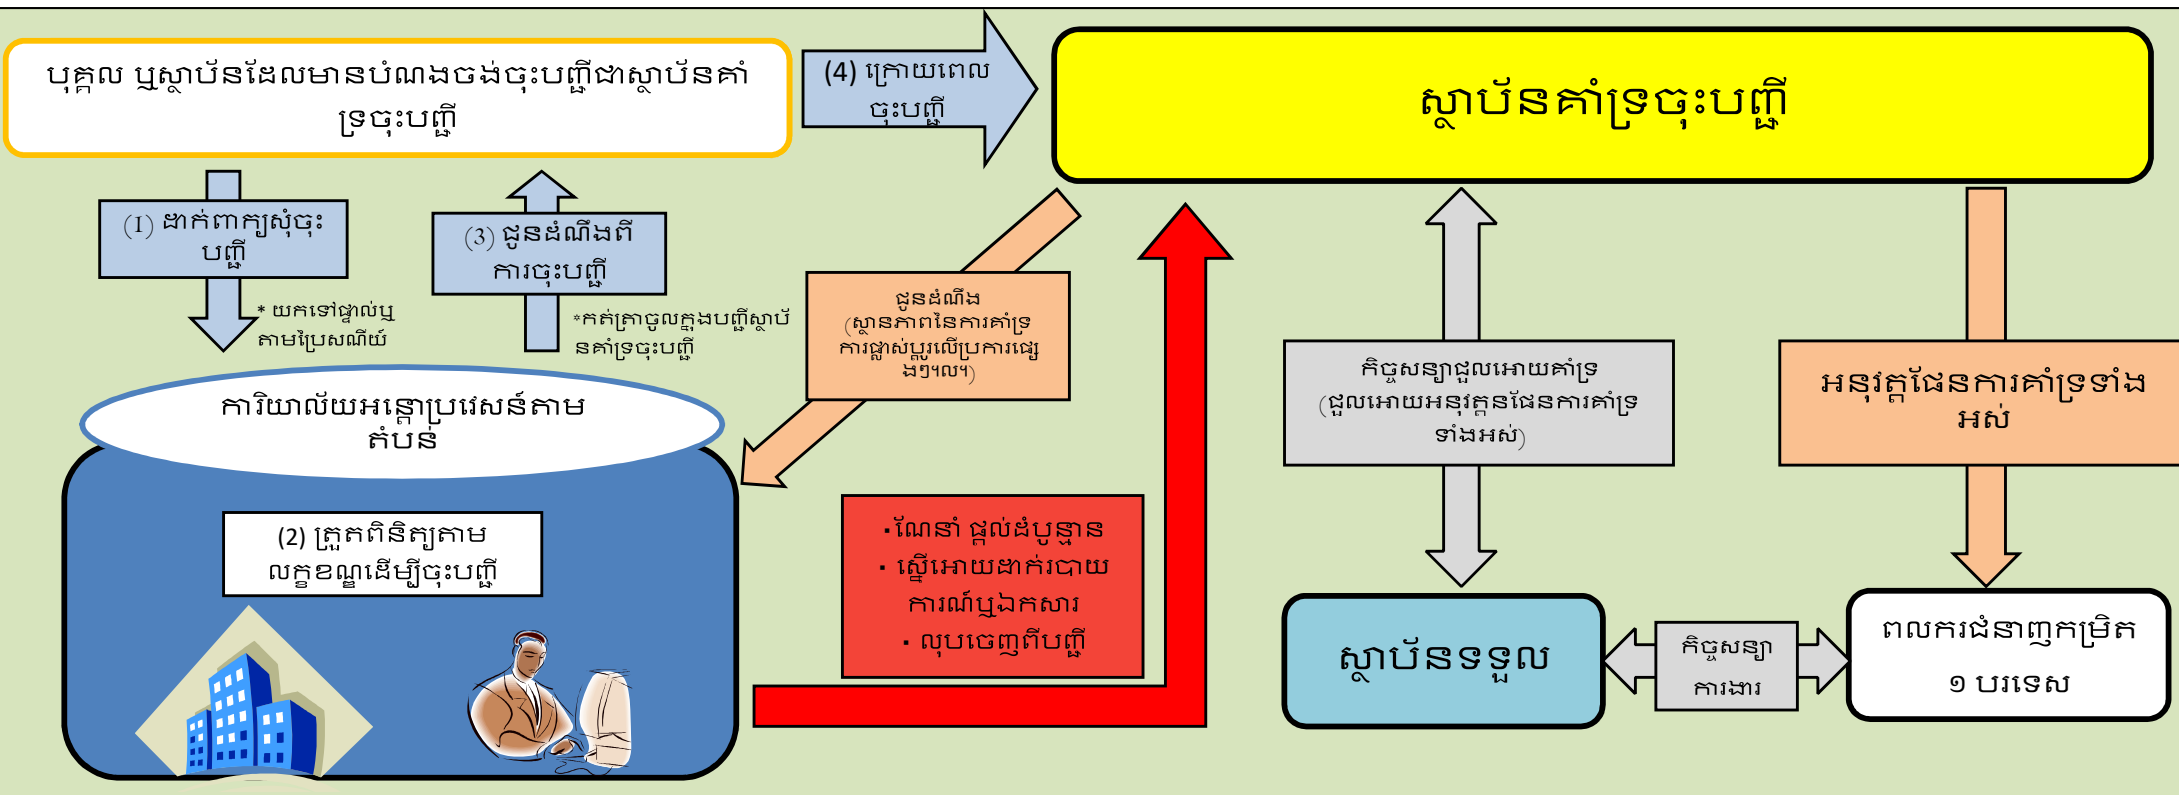 បុគ្គល ឬស្ថាប័នដែលមានបំណងចង់ចុះបញ្ជីជាស្ថាប័នគាំ
ទ្រចុះបញ្ជី
(4) ក្រោយពេល
ចុះបញ្ជី
ស្ថាប័នគាំទ្រចុះបញ្ជី
(1) ដាក់ពាក្យសុំចុះ
បញ្ជី
* យកទៅផ្ទាល់ឬ
តាមប្រៃសណីយ៍
(3) ជូនដំណឹងពី
ការចុះបញ្ជី
*កត់ត្រាចូលក្នុងបញ្ជីស្ថាប័
នគាំទ្រចុះបញ្ជី
ជូនដំណឹង
(ស្ថានភាពនៃការគាំទ្រ
ការផ្លាស់ប្តូរលើប្រការផ្សេ
ងៗ។ល។)
កិច្ចសន្យាជួលអោយគាំទ្រ
(ជួលអោយអនុវត្តនផែនការគាំទ្រ
ទាំងអស់)
អនុវត្តផែនការគាំទ្រទាំង
អស់
ការិយាល័យអន្តោប្រវេសន៍តាម
តំបន់
(2) ត្រួតពិនិត្យតាម
លក្ខខណ្ឌដើម្បីចុះបញ្ជី
▪ណែនាំ ផ្តល់ដំបូន្មាន
▪ ស្នើអោយដាក់របាយ
ការណ៍ឬឯកសារ
▪ លុបចេញពីបញ្ជី
ស្ថាប័នទទួល
កិច្ចសន្យា
ការងារ
ពលករជំនាញកម្រិត
១ បរទេស